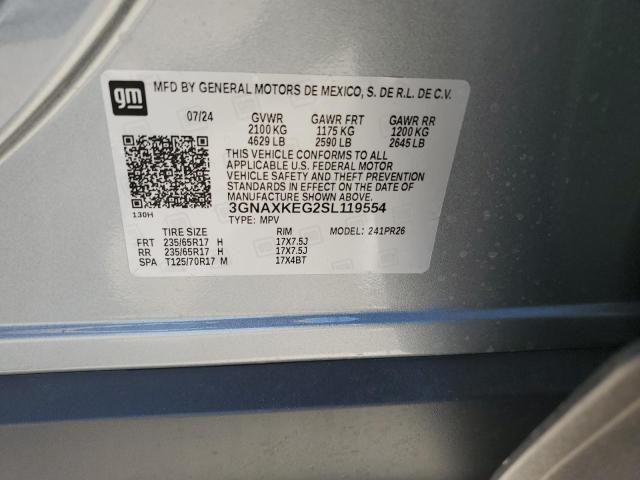 gm MFD BY GENERAL MOTORS DE MEXICO, S. DE R.L. DE C.V.
07/24 GVWR GAWR FRT GAWR RR
2100 KG 1175 KG 1200 KG
4629 LB 2590 LB 2645 LB
THIS VEHICLE CONFORMS TO ALL
APPLICABLE U.S. FEDERAL MOTOR
VEHICLE SAFETY AND THEFT PREVENTION
STANDARDS IN EFFECT ON THE DATE OF
MANUFACTURE SHOWN ABOVE.
3GNAXKEG2SL119554
130H TYPE: MPV
TIRE SIZE RIM MODEL: 241PR26
FRT 235/65R17 H 17X7.5J
RR 235/65R17 H 17X7.5J
SPA T125/70R17 M 17X4BT